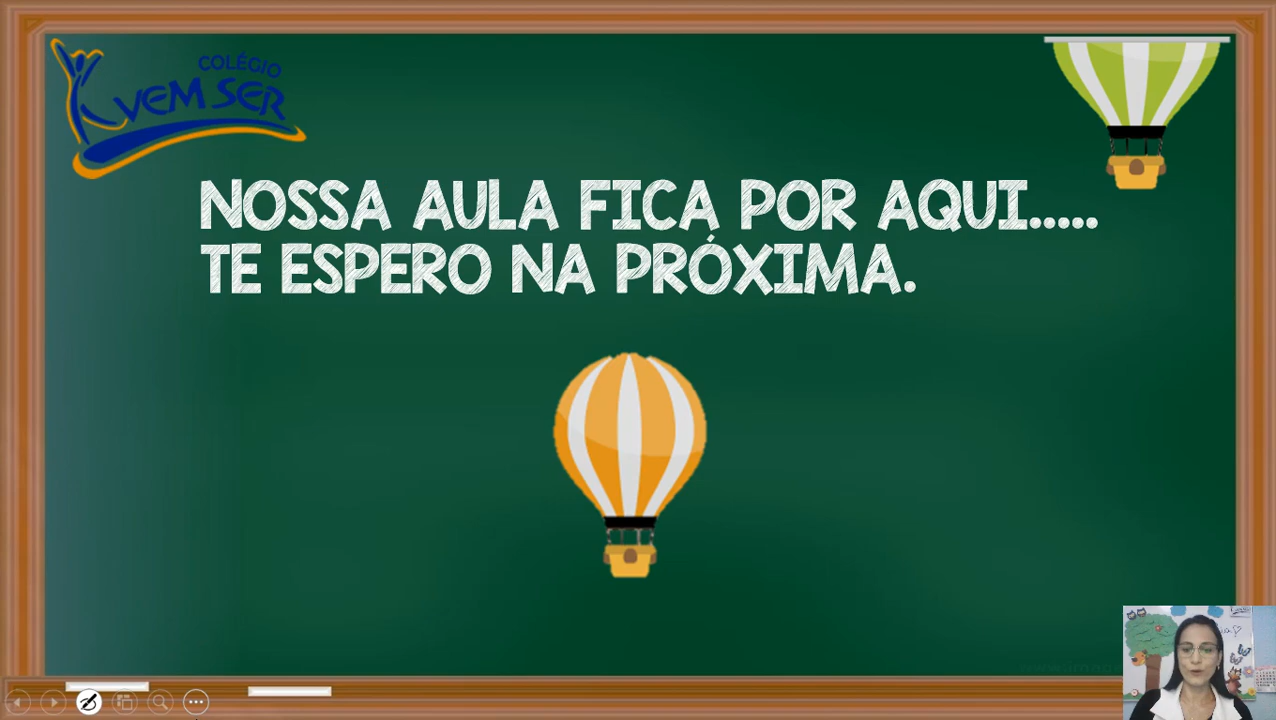 COLÉGIO
VEM SER
NOSSA AULA FICA POR AQUI.....
TE ESPERO NA PRÓXIMA.